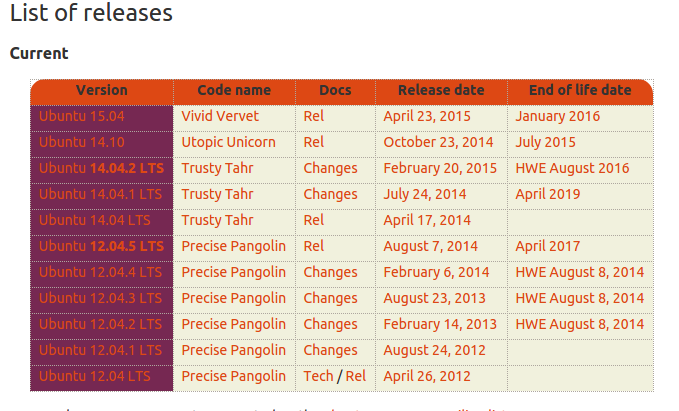 List of releases
Current
Version Code name Docs Release date End of life date
Ubuntu 15.04 Vivid Vervet Rel April 23, 2015 January 2016
Ubuntu 14.10 Utopic Unicorn Rel October 23, 2014 July 2015
Ubuntu 14.04.2 LTS Trusty Tahr Changes February 20, 2015 HWE August 2016
Ubuntu 14.04.1 LTS Trusty Tahr Changes July 24, 2014 April 2019
Ubuntu 14.04 LTS Trusty Tahr Rel April 17, 2014
Ubuntu 12.04.5 LTS Precise Pangolin Rel August 7, 2014 April 2017
Ubuntu 12.04.4 LTS Precise Pangolin Changes February 6, 2014 HWE August 8, 2014
Ubuntu 12.04.3 LTS Precise Pangolin Changes August 23, 2013 HWE August 8, 2014
Ubuntu 12.04.2 LTS Precise Pangolin Changes February 14, 2013 HWE August 8, 2014
Ubuntu 12.04.1 LTS Precise Pangolin Changes August 24, 2012
Ubuntu 12.04 LTS Precise Pangolin Tech / Rel April 26, 2012